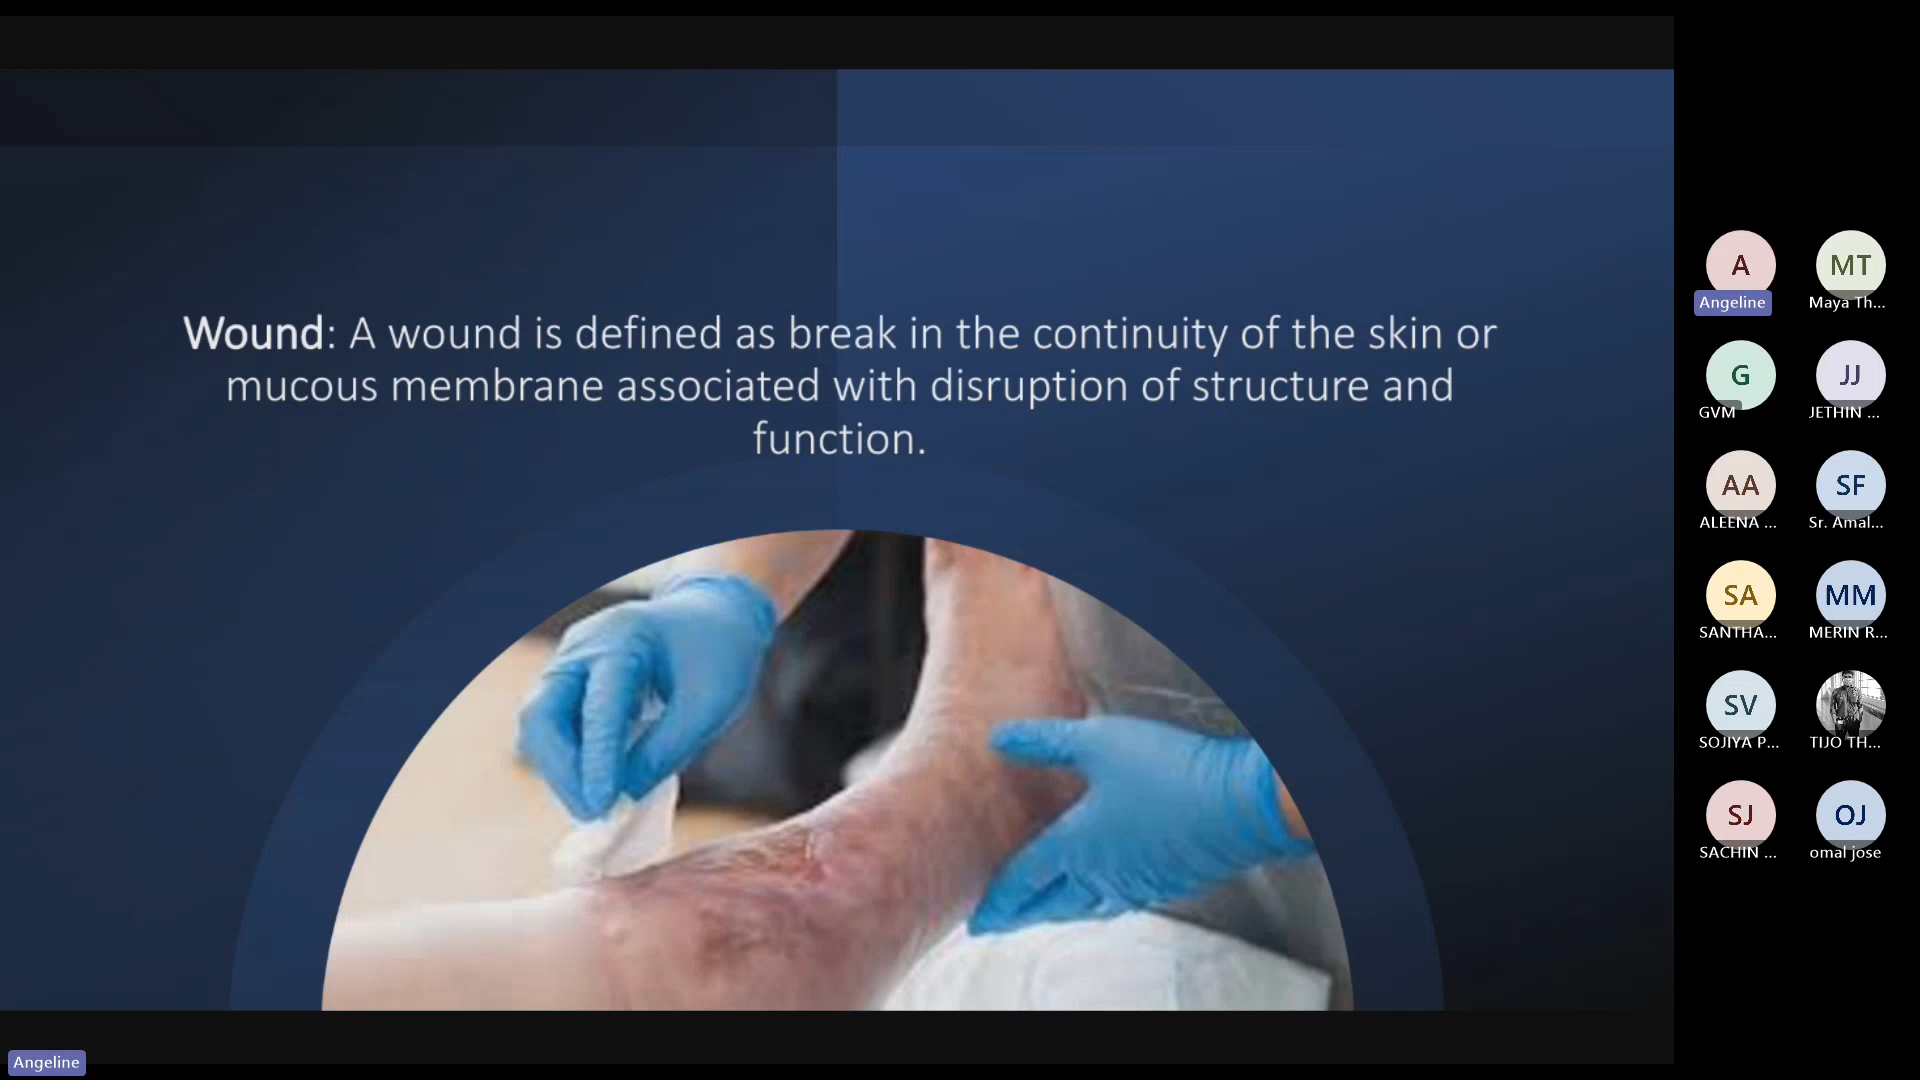 Wound: A wound is defined as break in the continuity of the skin or
mucous membrane associated with disruption of structure and
function.
A
Angeline
MT
Maya Th...
G
GVM
JJ
JETHIN ...
AA
ALEENA ...
SF
Sr. Amal...
SA
SANTHA...
MM
MERIN R...
SV
SOJIYA P...
TIJO TH...
SJ
SACHIN ...
OJ
omal jose
Angeline